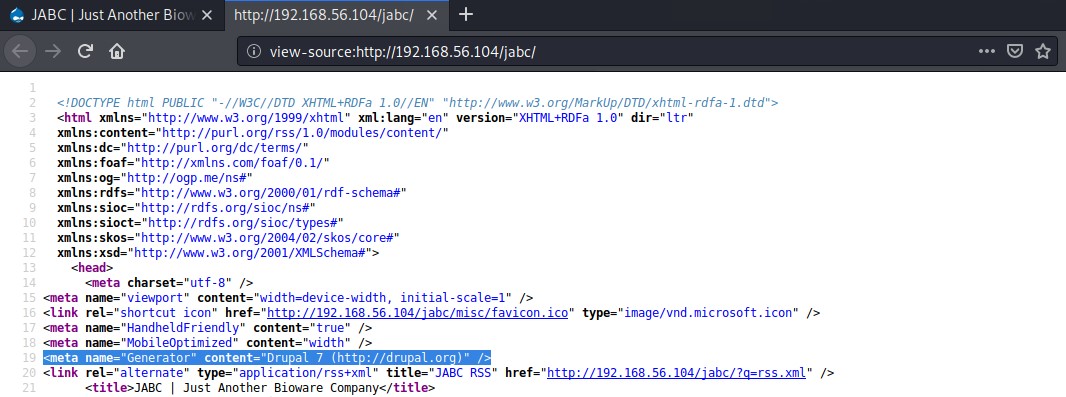 JABC | Just Another Biow
http://192.168.56.104/jabc/
view-source:http://192.168.56.104/jabc/
1
2 <!DOCTYPE html PUBLIC "-//W3C//DTD XHTML+RDFa 1.0//EN" "http://www.w3.org/MarkUp/DTD/xhtml-rdfa-1.dtd">
3 <html xmlns="http://www.w3.org/1999/xhtml" xml:lang="en" version="XHTML+RDFa 1.0" dir="ltr"
4 xmlns:content="http://purl.org/rss/1.0/modules/content/"
5 xmlns:dc="http://purl.org/dc/terms/"
6 xmlns:foaf="http://xmlns.com/foaf/0.1/"
7 xmlns:og="http://ogp.me/ns#"
8 xmlns:rdfs="http://www.w3.org/2000/01/rdf-schema#"
9 xmlns:sioc="http://rdfs.org/sioc/ns#"
10 xmlns:sioct="http://rdfs.org/sioc/types#"
11 xmlns:skos="http://www.w3.org/2004/02/skos/core#"
12 xmlns:xsd="http://www.w3.org/2001/XMLSchema#">
13 <head>
14 <meta charset="utf-8" />
15 <meta name="viewport" content="width=device-width, initial-scale=1" />
16 <link rel="shortcut icon" href="http://192.168.56.104/jabc/misc/favicon.ico" type="image/vnd.microsoft.icon" />
17 <meta name="HandheldFriendly" content="true" />
18 <meta name="MobileOptimized" content="width" />
19 <meta name="Generator" content="Drupal 7 (http://drupal.org)" />
20 <link rel="alternate" type="application/rss+xml" title="JABC RSS" href="http://192.168.56.104/jabc/?q=rss.xml" />
21 <title>JABC | Just Another Bioware Company</title>